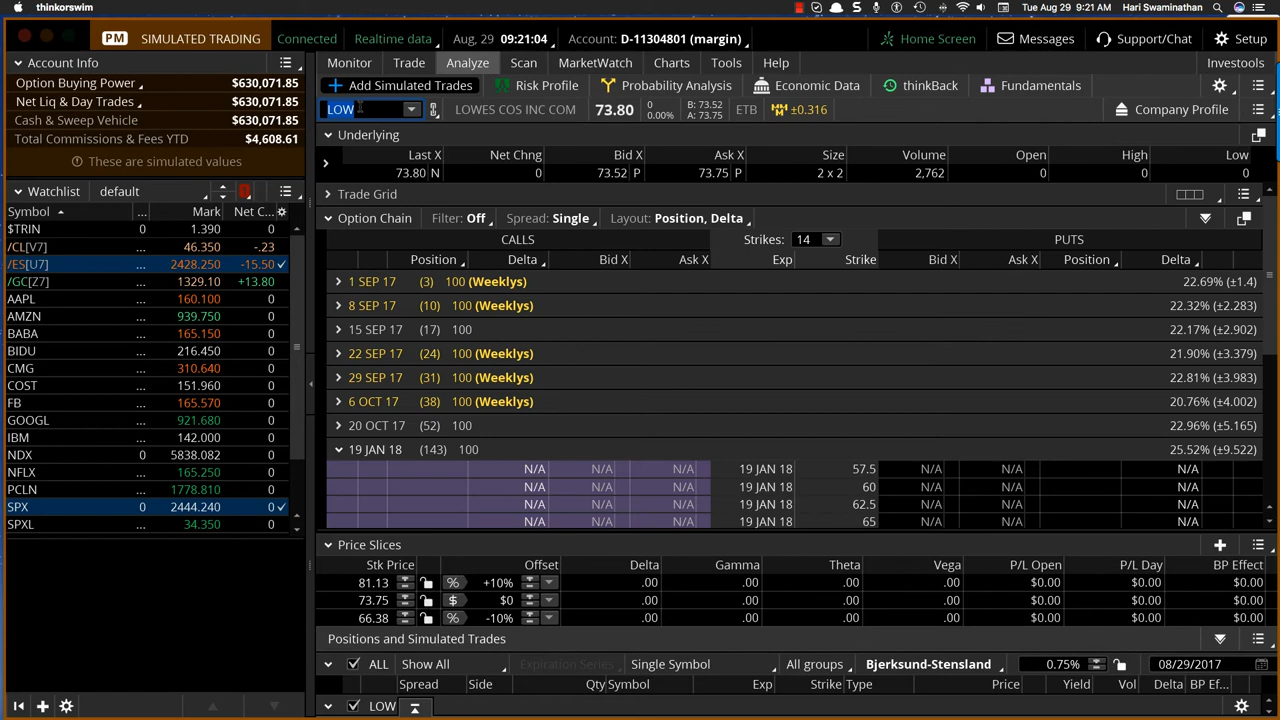 thinkorswim Tue Aug 29 9:21 AM Hari Swaminathan
PM SIMULATED TRADING Connected Realtime data Aug, 29 09:21:04 Account: D-11304801 (margin) Home Screen Messages Support/Chat Setup
Account Info
Option Buying Power $630,071.85
Net Liq & Day Trades $630,071.85
Cash & Sweep Vehicle $630,071.85
Total Commissions & Fees YTD $4,608.61
These are simulated values
Watchlist default
Symbol ... Mark Net C...
$TRIN 0 1.390 0
/CL[V7] ... 46.350 -.23
/ES[U7] ... 2428.250 -15.50
/GC[Z7] ... 1329.10 +13.80
AAPL ... 160.100 0
AMZN ... 939.750 0
BABA ... 165.150 0
BIDU ... 216.450 0
CMG ... 310.640 0
COST ... 151.960 0
FB ... 165.570 0
GOOGL ... 921.680 0
IBM ... 142.000 0
NDX ... 5838.082 0
NFLX ... 165.250 0
PCLN ... 1778.810 0
SPX 0 2444.240 0
SPXL ... 34.350 0
Monitor Trade Analyze Scan MarketWatch Charts Tools Help Investools
Add Simulated Trades Risk Profile Probability Analysis Economic Data thinkBack Fundamentals
LOW LOWES COS INC COM 73.80 0 0.00% B: 73.52 A: 73.75 ETB ±0.316 Company Profile
Underlying
Last X Net Chng Bid X Ask X Size Volume Open High Low
73.80 N 0 73.52 P 73.75 P 2 x 2 2,762 0 0 0
Trade Grid
Option Chain Filter: Off Spread: Single Layout: Position, Delta
CALLS Strikes: 14 PUTS
Position Delta Bid X Ask X Exp Strike Bid X Ask X Position Delta
1 SEP 17 (3) 100 (Weeklys) 22.69% (±1.4)
8 SEP 17 (10) 100 (Weeklys) 22.32% (±2.283)
15 SEP 17 (17) 100 22.17% (±2.902)
22 SEP 17 (24) 100 (Weeklys) 21.90% (±3.379)
29 SEP 17 (31) 100 (Weeklys) 22.81% (±3.983)
6 OCT 17 (38) 100 (Weeklys) 20.76% (±4.002)
20 OCT 17 (52) 100 22.96% (±5.165)
19 JAN 18 (143) 100 25.52% (±9.522)
N/A N/A N/A 19 JAN 18 57.5 N/A N/A N/A
N/A N/A N/A 19 JAN 18 60 N/A N/A N/A
N/A N/A N/A 19 JAN 18 62.5 N/A N/A N/A
N/A N/A N/A 19 JAN 18 65 N/A N/A N/A
Price Slices
Stk Price Offset Delta Gamma Theta Vega P/L Open P/L Day BP Effect
81.13 % +10% .00 .00 .00 .00 $0.00 $0.00 $0.00
73.75 $ $0 .00 .00 .00 .00 $0.00 $0.00 $0.00
66.38 % -10% .00 .00 .00 .00 $0.00 $0.00 $0.00
Positions and Simulated Trades
ALL Show All Expiration Series Single Symbol All groups Bjerksund-Stensland 0.75% 08/29/2017
Spread Side Qty Symbol Exp Strike Type Price Yield Vol Delta BP Ef...
LOW